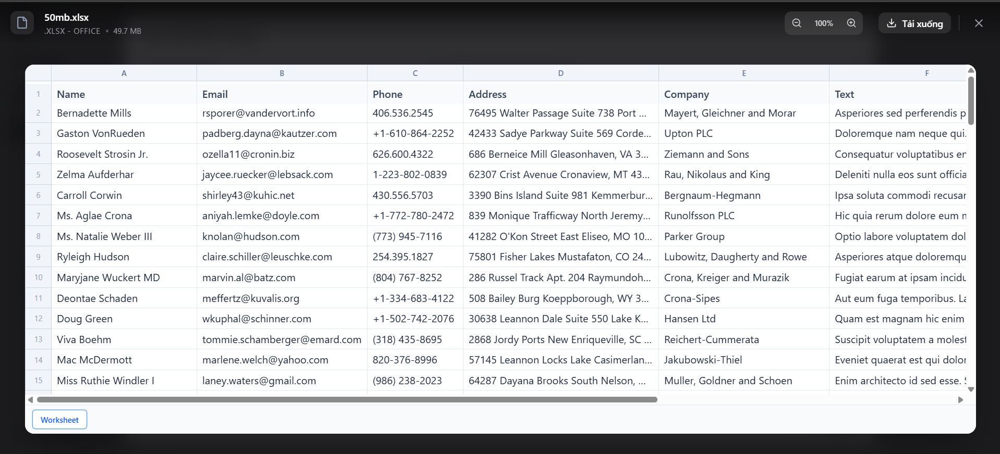 50mb.xlsx
.XLSX - OFFICE • 49.7 MB
100%
Tải xuống
A B C D E F
1 Name Email Phone Address Company Text
2 Bernadette Mills rsporer@vandervort.info 406.536.2545 76495 Walter Passage Suite 738 Port ... Mayert, Gleichner and Morar Asperiores sed perferendis p
3 Gaston VonRueden padberg.dayna@kautzer.com +1-610-864-2252 42433 Sadye Parkway Suite 569 Corde... Upton PLC Doloremque nam neque qui.
4 Roosevelt Strosin Jr. ozella11@cronin.biz 626.600.4322 686 Berneice Mill Gleasonhaven, VA 3... Ziemann and Sons Consequatur voluptatibus er
5 Zelma Aufderhar jaycee.ruecker@lebsack.com 1-223-802-0839 62307 Crist Avenue Cronaview, MT 43... Rau, Nikolaus and King Deleniti nulla eos sunt officia
6 Carroll Corwin shirley43@kuhic.net 430.556.5703 3390 Bins Island Suite 981 Kemmerbur... Bergnaum-Hegmann Ipsa soluta commodi recusar
7 Ms. Aglae Crona aniyah.lemke@doyle.com +1-772-780-2472 839 Monique Trafficway North Jeremy... Runolfsson PLC Hic quia rerum dolore eum
8 Ms. Natalie Weber III knolan@hudson.com (773) 945-7116 41282 O'Kon Street East Eliseo, MO 10... Parker Group Optio labore voluptatem dol
9 Ryleigh Hudson claire.schiller@leuschke.com 254.395.1827 75801 Fisher Lakes Mustafaton, CO 24... Lubowitz, Daugherty and Rowe Asperiores atque doloremqu
10 Maryjane Wuckert MD marvin.al@batz.com (804) 767-8252 286 Russel Track Apt. 204 Raymundoh... Crona, Kreiger and Murazik Fugiat earum at ipsam incidu
11 Deontae Schaden meffertz@kuvalis.org +1-334-683-4122 508 Bailey Burg Koeppborough, WY 3... Crona-Sipes Aut eum fuga temporibus. La
12 Doug Green wkuphal@schinner.com +1-502-742-2076 30638 Leannon Dale Suite 550 Lake K... Hansen Ltd Quam est magnam hic enim
13 Viva Boehm tommie.schamberger@emard.com (318) 435-8695 2868 Jordy Ports New Enriqueville, SC ... Reichert-Cummerata Suscipit voluptatem a molest
14 Mac McDermott marlene.welch@yahoo.com 820-376-8996 57145 Leannon Locks Lake Casimerlan... Jakubowski-Thiel Eveniet quaerat est qui dolor
15 Miss Ruthie Windler I laney.waters@gmail.com (986) 238-2023 64287 Dayana Brooks South Nelson, ... Muller, Goldner and Schoen Enim architecto id sed esse.
Worksheet